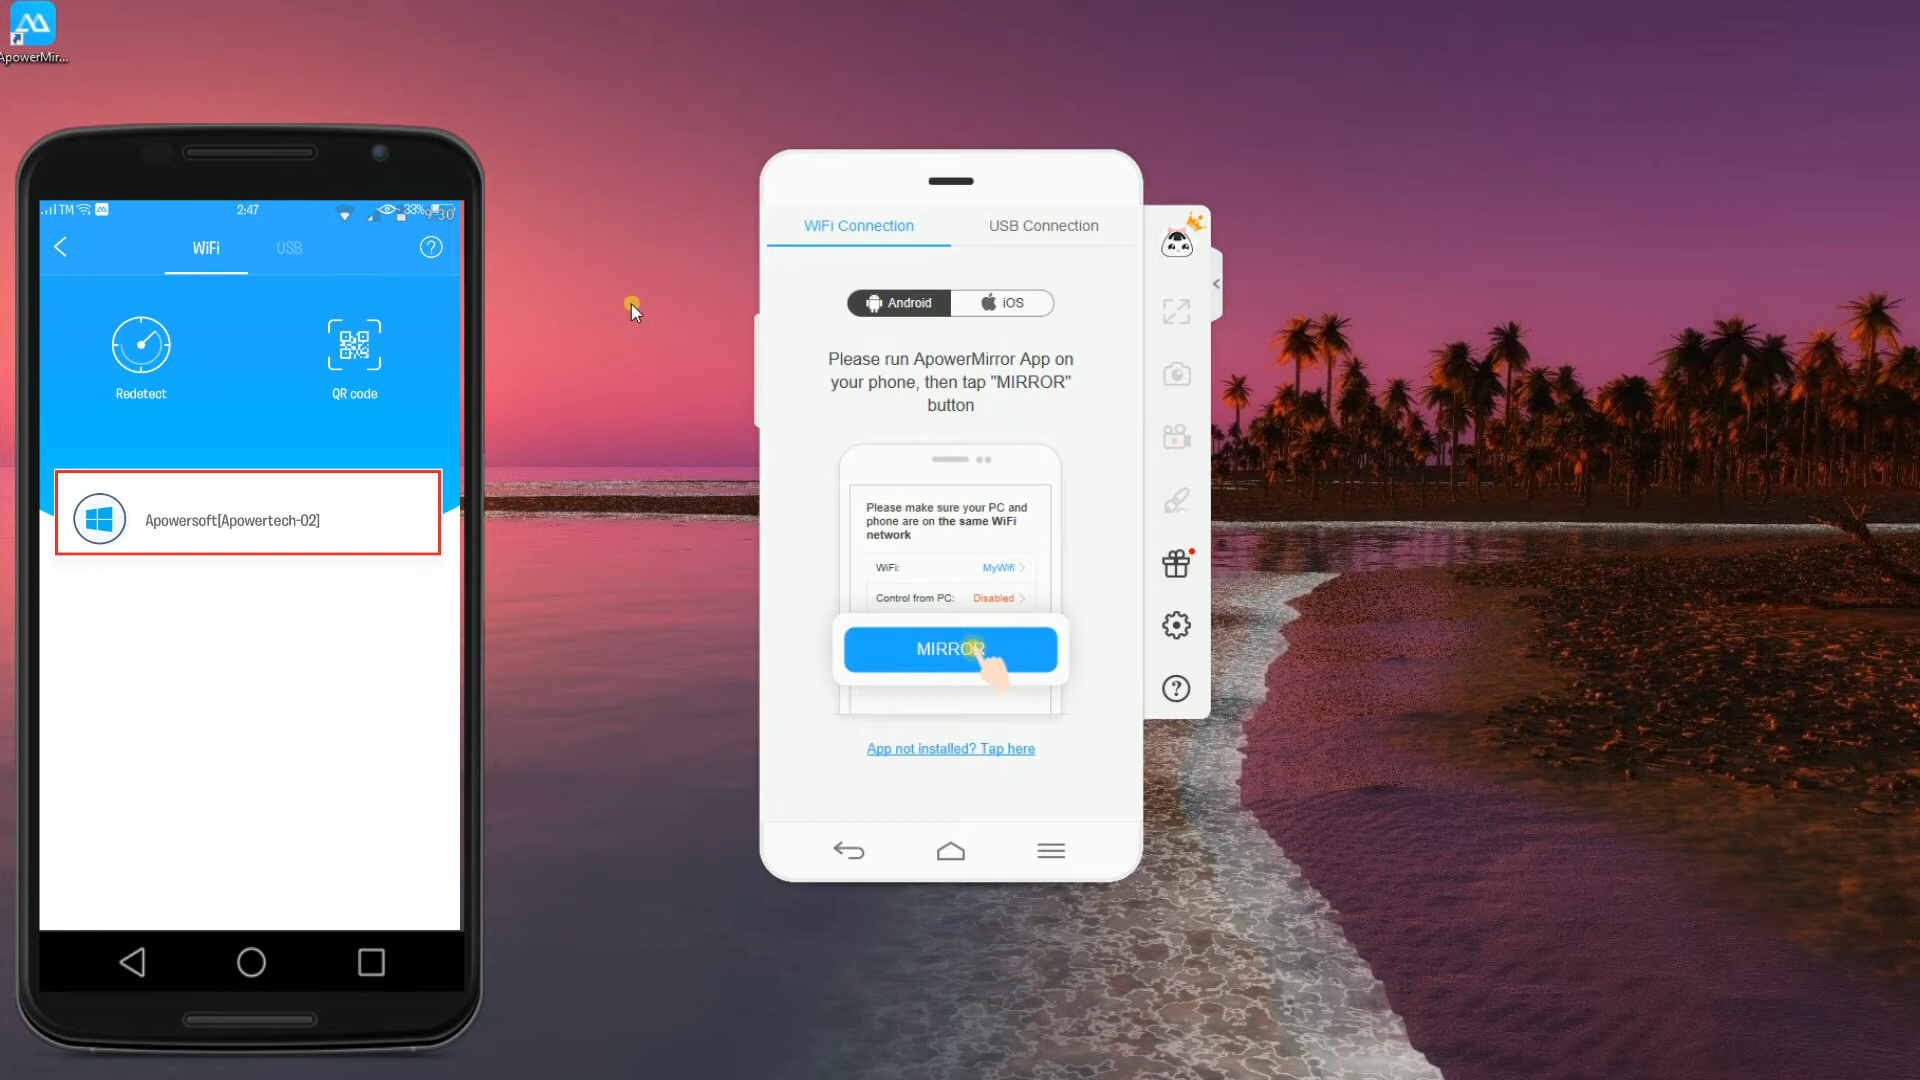 ApowerMir...
TM
2:47
33%
9:30
WiFi
USB
Redetect
QR code
Apowersoft[Apowertech-02]
WiFi Connection
USB Connection
Android
iOS
Please run ApowerMirror App on
your phone, then tap "MIRROR"
button
Please make sure your PC and
phone are on the same WiFi
network
WiFi:
MyWifi
Control from PC:
Disabled
MIRROR
App not installed? Tap here